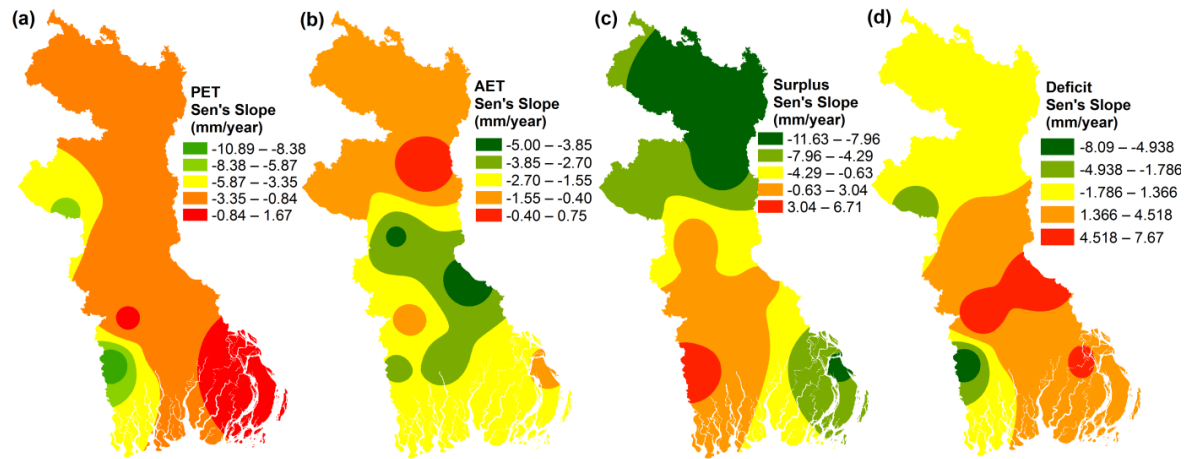 (a)
PET
Sen's Slope
(mm/year)
-10.89 – -8.38
-8.38 – -5.87
-5.87 – -3.35
-3.35 – -0.84
-0.84 – 1.67
(b)
AET
Sen's Slope
(mm/year)
-5.00 – -3.85
-3.85 – -2.70
-2.70 – -1.55
-1.55 – -0.40
-0.40 – 0.75
(c)
Surplus
Sen's Slope
(mm/year)
-11.63 – -7.96
-7.96 – -4.29
-4.29 – -0.63
-0.63 – 3.04
3.04 – 6.71
(d)
Deficit
Sen's Slope
(mm/year)
-8.09 – -4.938
-4.938 – -1.786
-1.786 – 1.366
1.366 – 4.518
4.518 – 7.67